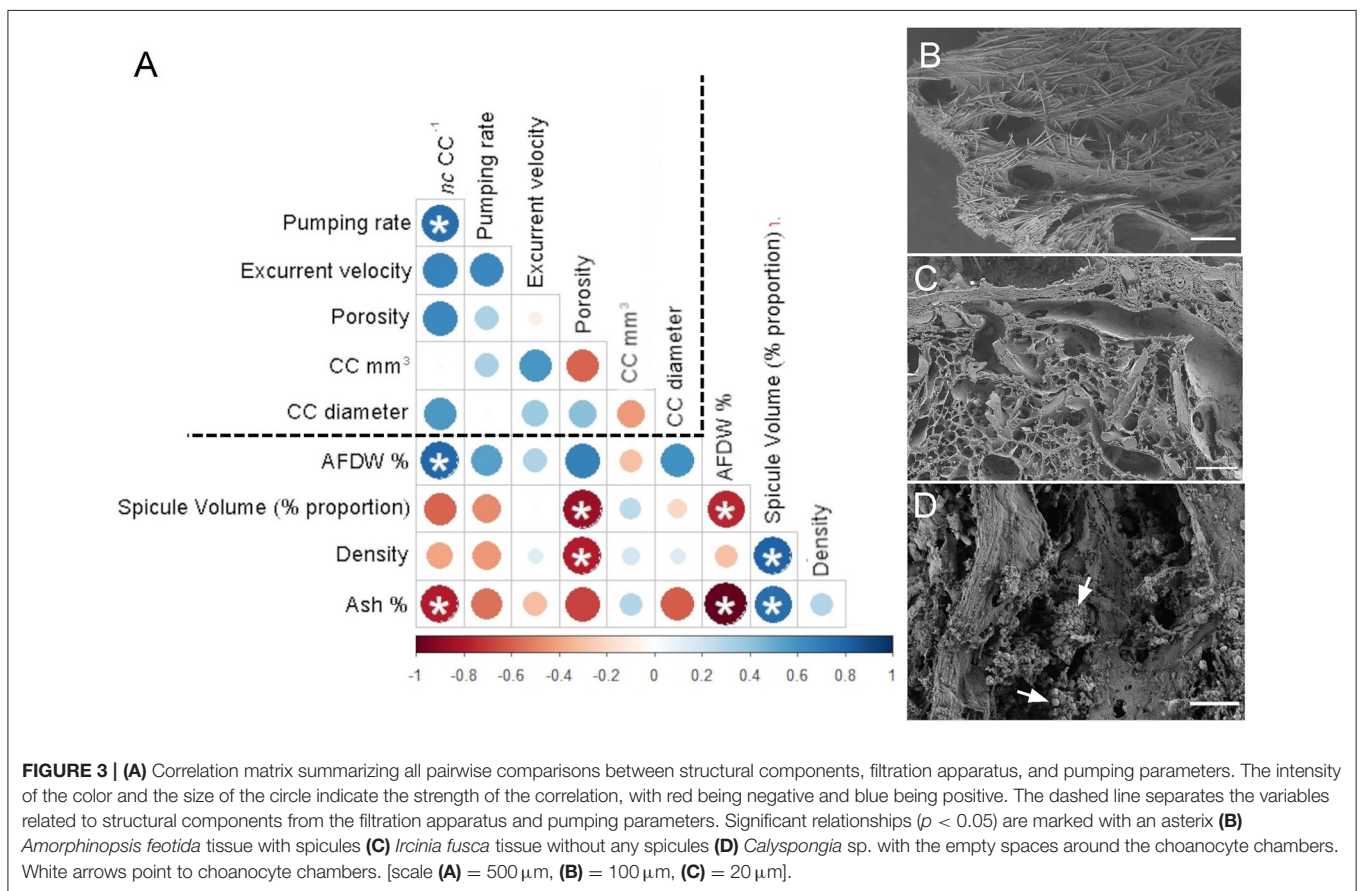 A
nc CC-1
Pumping rate
Excurrent velocity
Porosity
CC mm3
CC diameter
AFDW %
Spicule Volume (% proportion) 1.
Density
Pumping rate
Excurrent velocity
Porosity
CC mm3
CC diameter
AFDW %
Spicule Volume (% proportion)
Density
Ash %
* 
*
* *
* *
* * *
-1 -0.8 -0.6 -0.4 -0.2 0 0.2 0.4 0.6 0.8 1
B
C
D
FIGURE 3 | (A) Correlation matrix summarizing all pairwise comparisons between structural components, filtration apparatus, and pumping parameters. The intensity
of the color and the size of the circle indicate the strength of the correlation, with red being negative and blue being positive. The dashed line separates the variables
related to structural components from the filtration apparatus and pumping parameters. Significant relationships (p < 0.05) are marked with an asterix (B)
Amorphinopsis feotida tissue with spicules (C) Ircinia fusca tissue without any spicules (D) Calyspongia sp. with the empty spaces around the choanocyte chambers.
White arrows point to choanocyte chambers. [scale (A) = 500 μm, (B) = 100 μm, (C) = 20 μm].